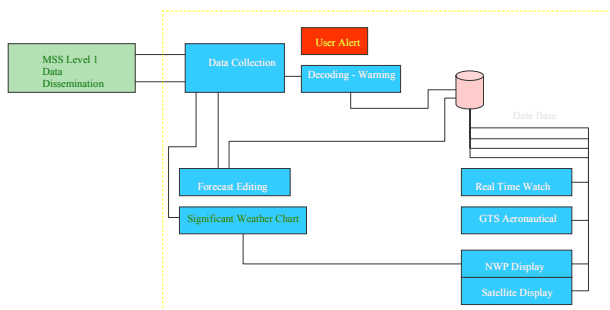 User Alert
MSS Level 1
Data
Dissemination
Data Collection
Decoding - Warning
Data Base
Forecast Editing
Real Time Watch
Significant Weather Chart
GTS Aeronautical
NWP Display
Satellite Display